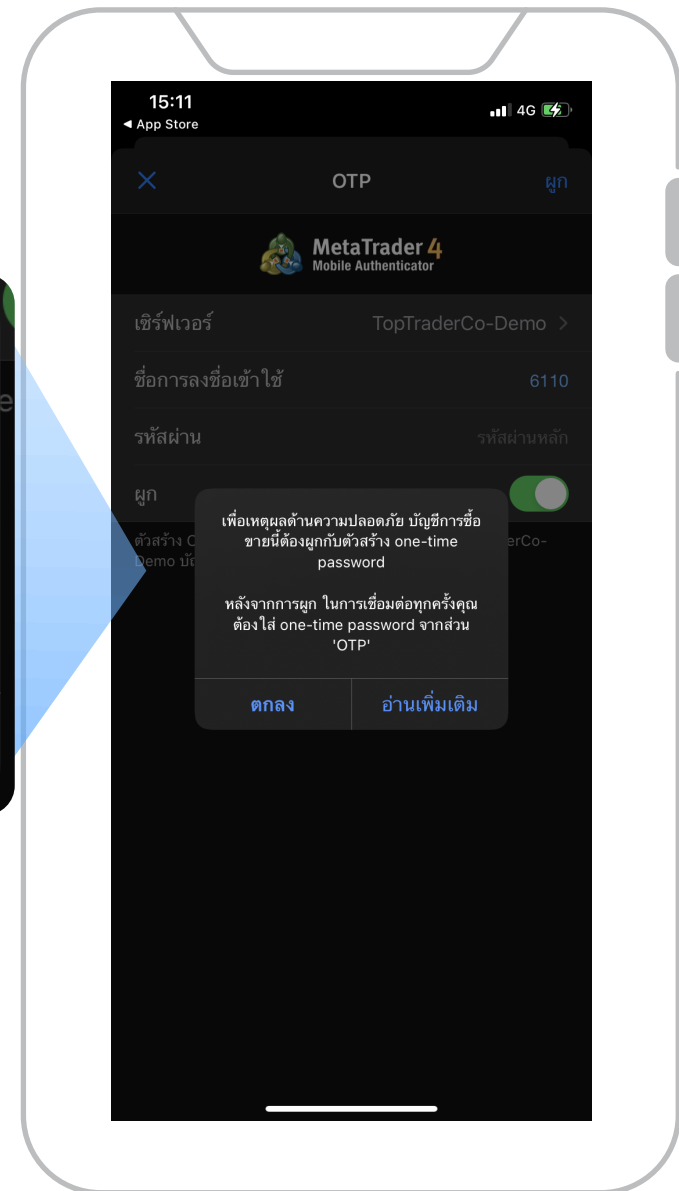 15:11
4G
◀ App Store
OTP
ผูก
MetaTrader 4
Mobile Authenticator
เซิร์ฟเวอร์
TopTraderCo-Demo >
ชื่อการลงชื่อเข้าใช้
6110
รหัสผ่าน
รหัสผ่านหลัก
ผูก
ตัวสร้าง
erCo-
Demo
เพื่อเหตุผลด้านความปลอดภัย บัญชีการซื้อ
ขายนี้ต้องผูกกับตัวสร้าง one-time
password
หลังจากการผูก ในการเชื่อมต่อทุกครั้งคุณ
ต้องใส่ one-time password จากส่วน
'OTP'
ตกลง
อ่านเพิ่มเติม